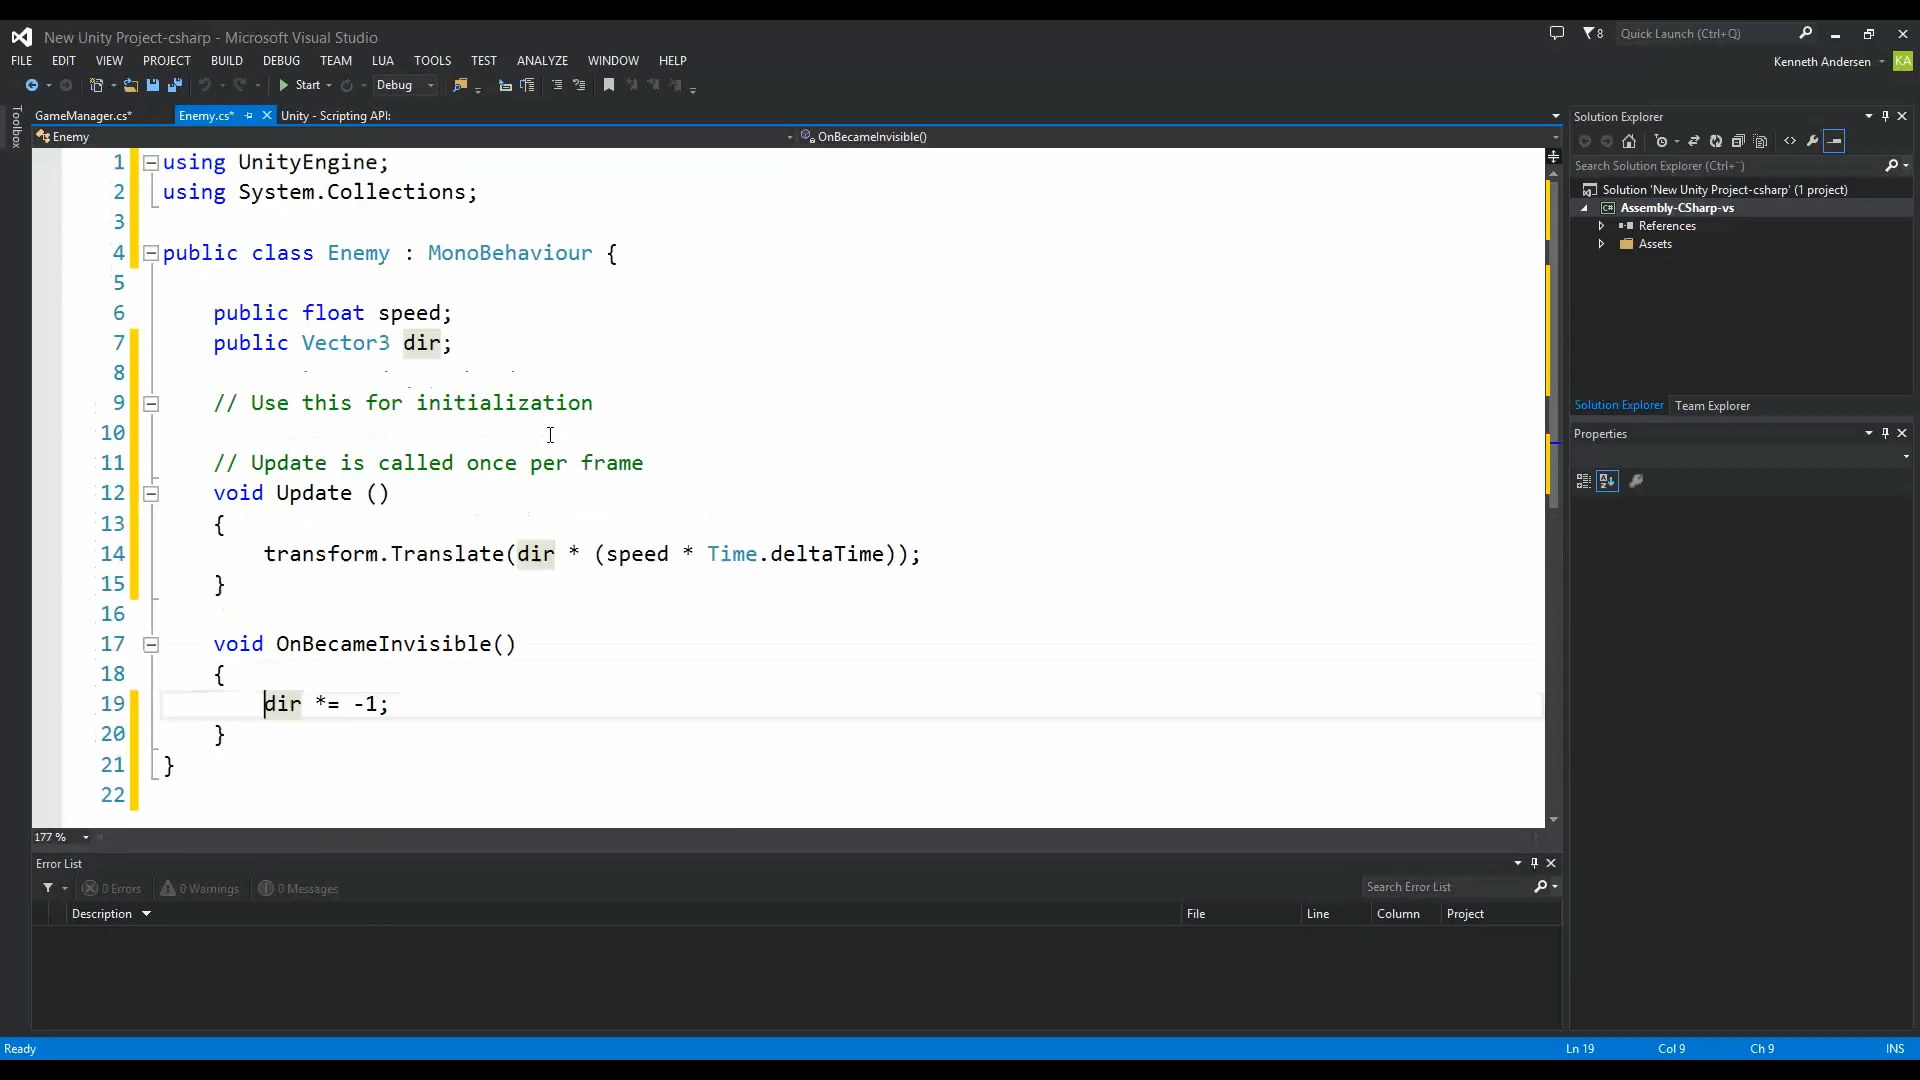 New Unity Project-csharp - Microsoft Visual Studio
8
Quick Launch (Ctrl+Q)
FILE EDIT VIEW PROJECT BUILD DEBUG TEAM LUA TOOLS TEST ANALYZE WINDOW HELP
Kenneth Andersen
KA
Start
Debug
Toolbox
GameManager.cs*
Enemy.cs*
Unity - Scripting API:
Enemy
OnBecameInvisible()
1 using UnityEngine;
2 using System.Collections;
3
4 public class Enemy : MonoBehaviour {
5
6 public float speed;
7 public Vector3 dir;
8
9 // Use this for initialization
10
11 // Update is called once per frame
12 void Update ()
13 {
14 transform.Translate(dir * (speed * Time.deltaTime));
15 }
16
17 void OnBecameInvisible()
18 {
19 dir *= -1;
20 }
21 }
22
177 %
Solution Explorer
Search Solution Explorer (Ctrl+¨)
Solution 'New Unity Project-csharp' (1 project)
C# Assembly-CSharp-vs
References
Assets
Solution Explorer Team Explorer
Properties
Error List
0 Errors 0 Warnings 0 Messages
Search Error List
Description File Line Column Project
Ready Ln 19 Col 9 Ch 9 INS